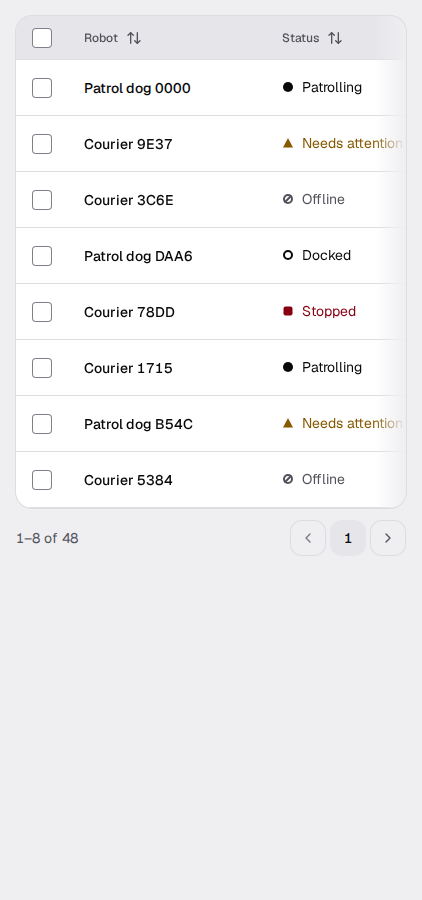 Robot Status
Patrol dog 0000 Patrolling
Courier 9E37 Needs attention
Courier 3C6E Offline
Patrol dog DAA6 Docked
Courier 78DD Stopped
Courier 1715 Patrolling
Patrol dog B54C Needs attention
Courier 5384 Offline
1–8 of 48 1